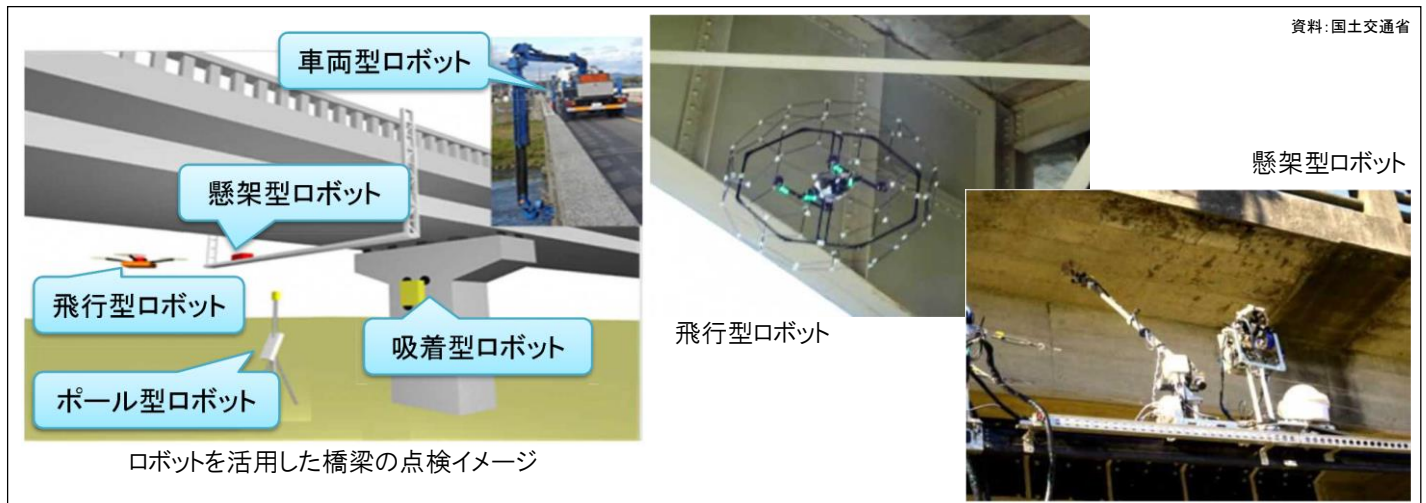 資料:国土交通省
車両型ロボット
懸架型ロボット
飛行型ロボット
吸着型ロボット
ポール型ロボット
ロボットを活用した橋梁の点検イメージ
飛行型ロボット
懸架型ロボット